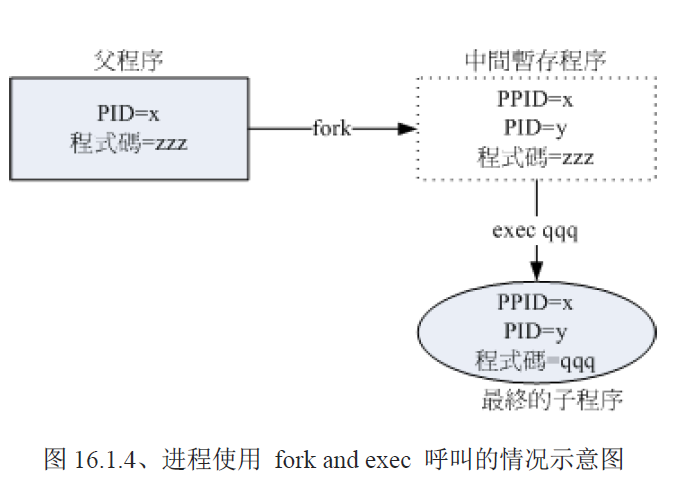 父程序
PID=x
程式碼=zzz
fork
中間暫存程序
PPID=x
PID=y
程式碼=zzz
exec qqq
PPID=x
PID=y
程式碼=qqq
最終的子程序
图 16.1.4、进程使用 fork and exec 呼叫的情况示意图